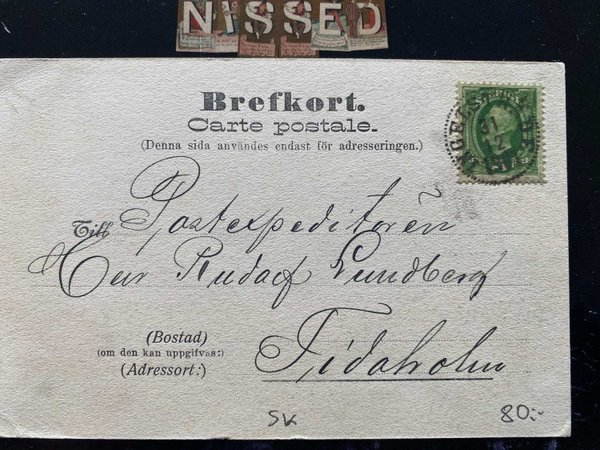 NISSED
Brefkort.
Carte postale.
(Denna sida användes endast för adresseringen.)
Till Postexpeditören
Herr Rudolf Lundberg
(Bostad)
(om den kan uppgifvas:)
(Adressort:) Tidaholm
SK 80:-